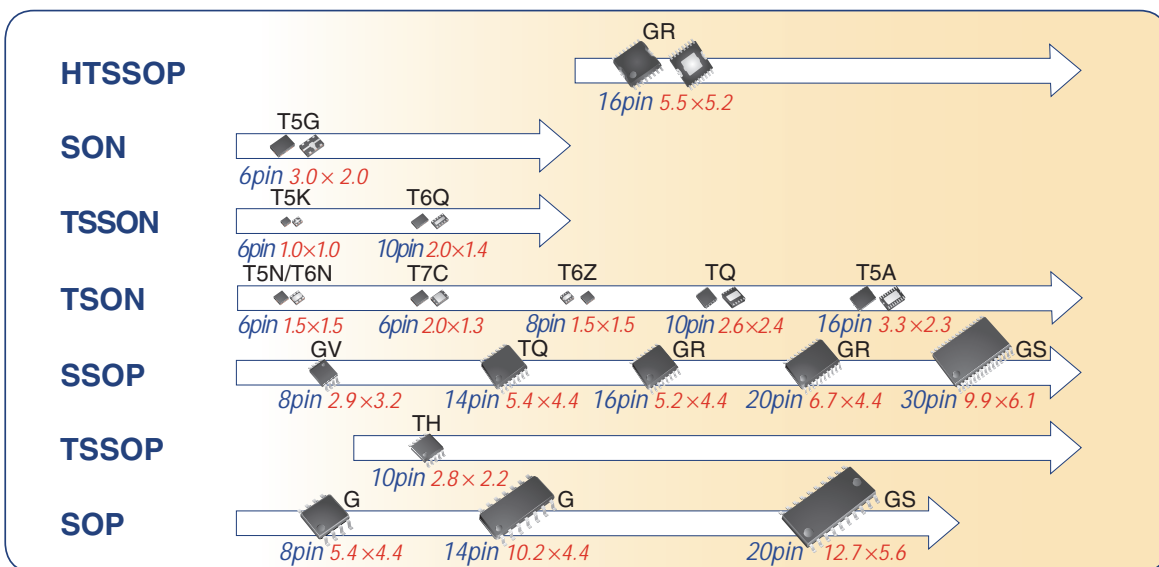 GR
HTSSOP
16pin 5.5×5.2
T5G
SON
6pin 3.0 × 2.0
T5K T6Q
TSSON
6pin 1.0×1.0 10pin 2.0×1.4
T5N/T6N T7C T6Z TQ T5A
TSON
6pin 1.5×1.5 6pin 2.0×1.3 8pin 1.5×1.5 10pin 2.6×2.4 16pin 3.3×2.3
GV TQ GR GR GS
SSOP
8pin 2.9×3.2 14pin 5.4×4.4 16pin 5.2×4.4 20pin 6.7×4.4 30pin 9.9×6.1
TH
TSSOP
10pin 2.8× 2.2
G G GS
SOP
8pin 5.4×4.4 14pin 10.2×4.4 20pin 12.7×5.6